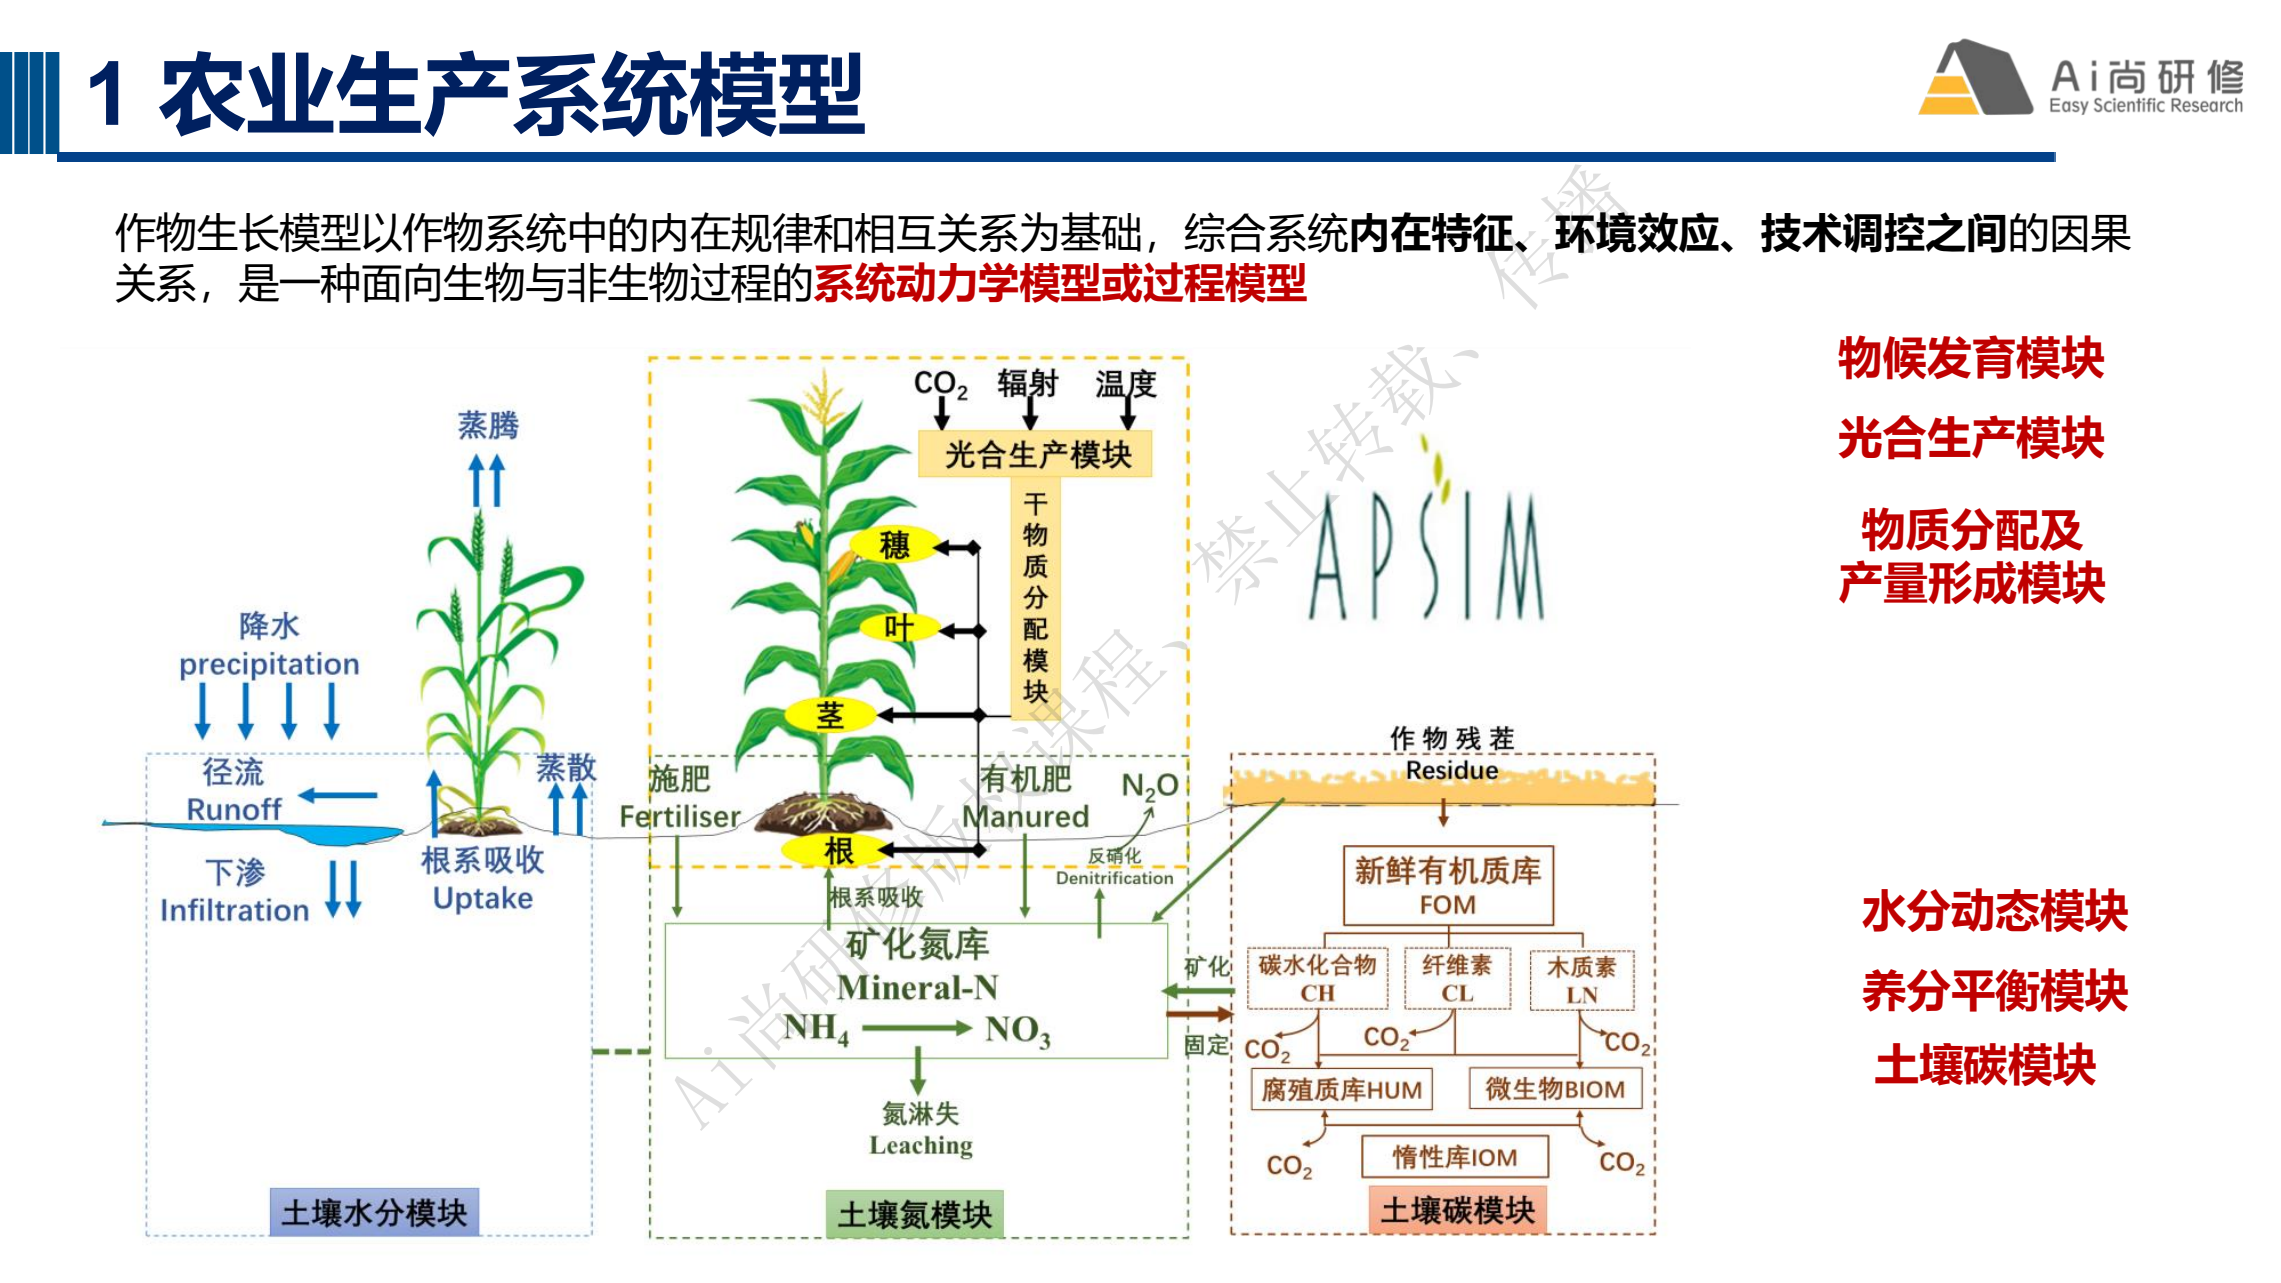 1 农业生产系统模型
Ai尚研修
Easy Scientific Research
作物生长模型以作物系统中的内在规律和相互关系为基础，综合系统内在特征、环境效应、技术调控之间的因果
关系，是一种面向生物与非生物过程的系统动力学模型或过程模型
物候发育模块
光合生产模块
物质分配及
产量形成模块
水分动态模块
养分平衡模块
土壤碳模块
蒸腾
降水
precipitation
径流
Runoff
蒸散
下渗
Infiltration
根系吸收
Uptake
土壤水分模块
CO2 辐射 温度
光合生产模块
干物质分配模块
穗
叶
茎
根
施肥
Fertiliser
有机肥
Manured
N2O
反硝化
Denitrification
根系吸收
矿化氮库
Mineral-N
NH4 NO3
氮淋失
Leaching
土壤氮模块
矿化
固定
APSIM
作物残茬
Residue
新鲜有机质库
FOM
碳水化合物
CH
纤维素
CL
木质素
LN
CO2 CO2 CO2
腐殖质库HUM
微生物BIOM
CO2 惰性库IOM CO2
土壤碳模块
Ai尚研修版权课程、禁止转载、传播